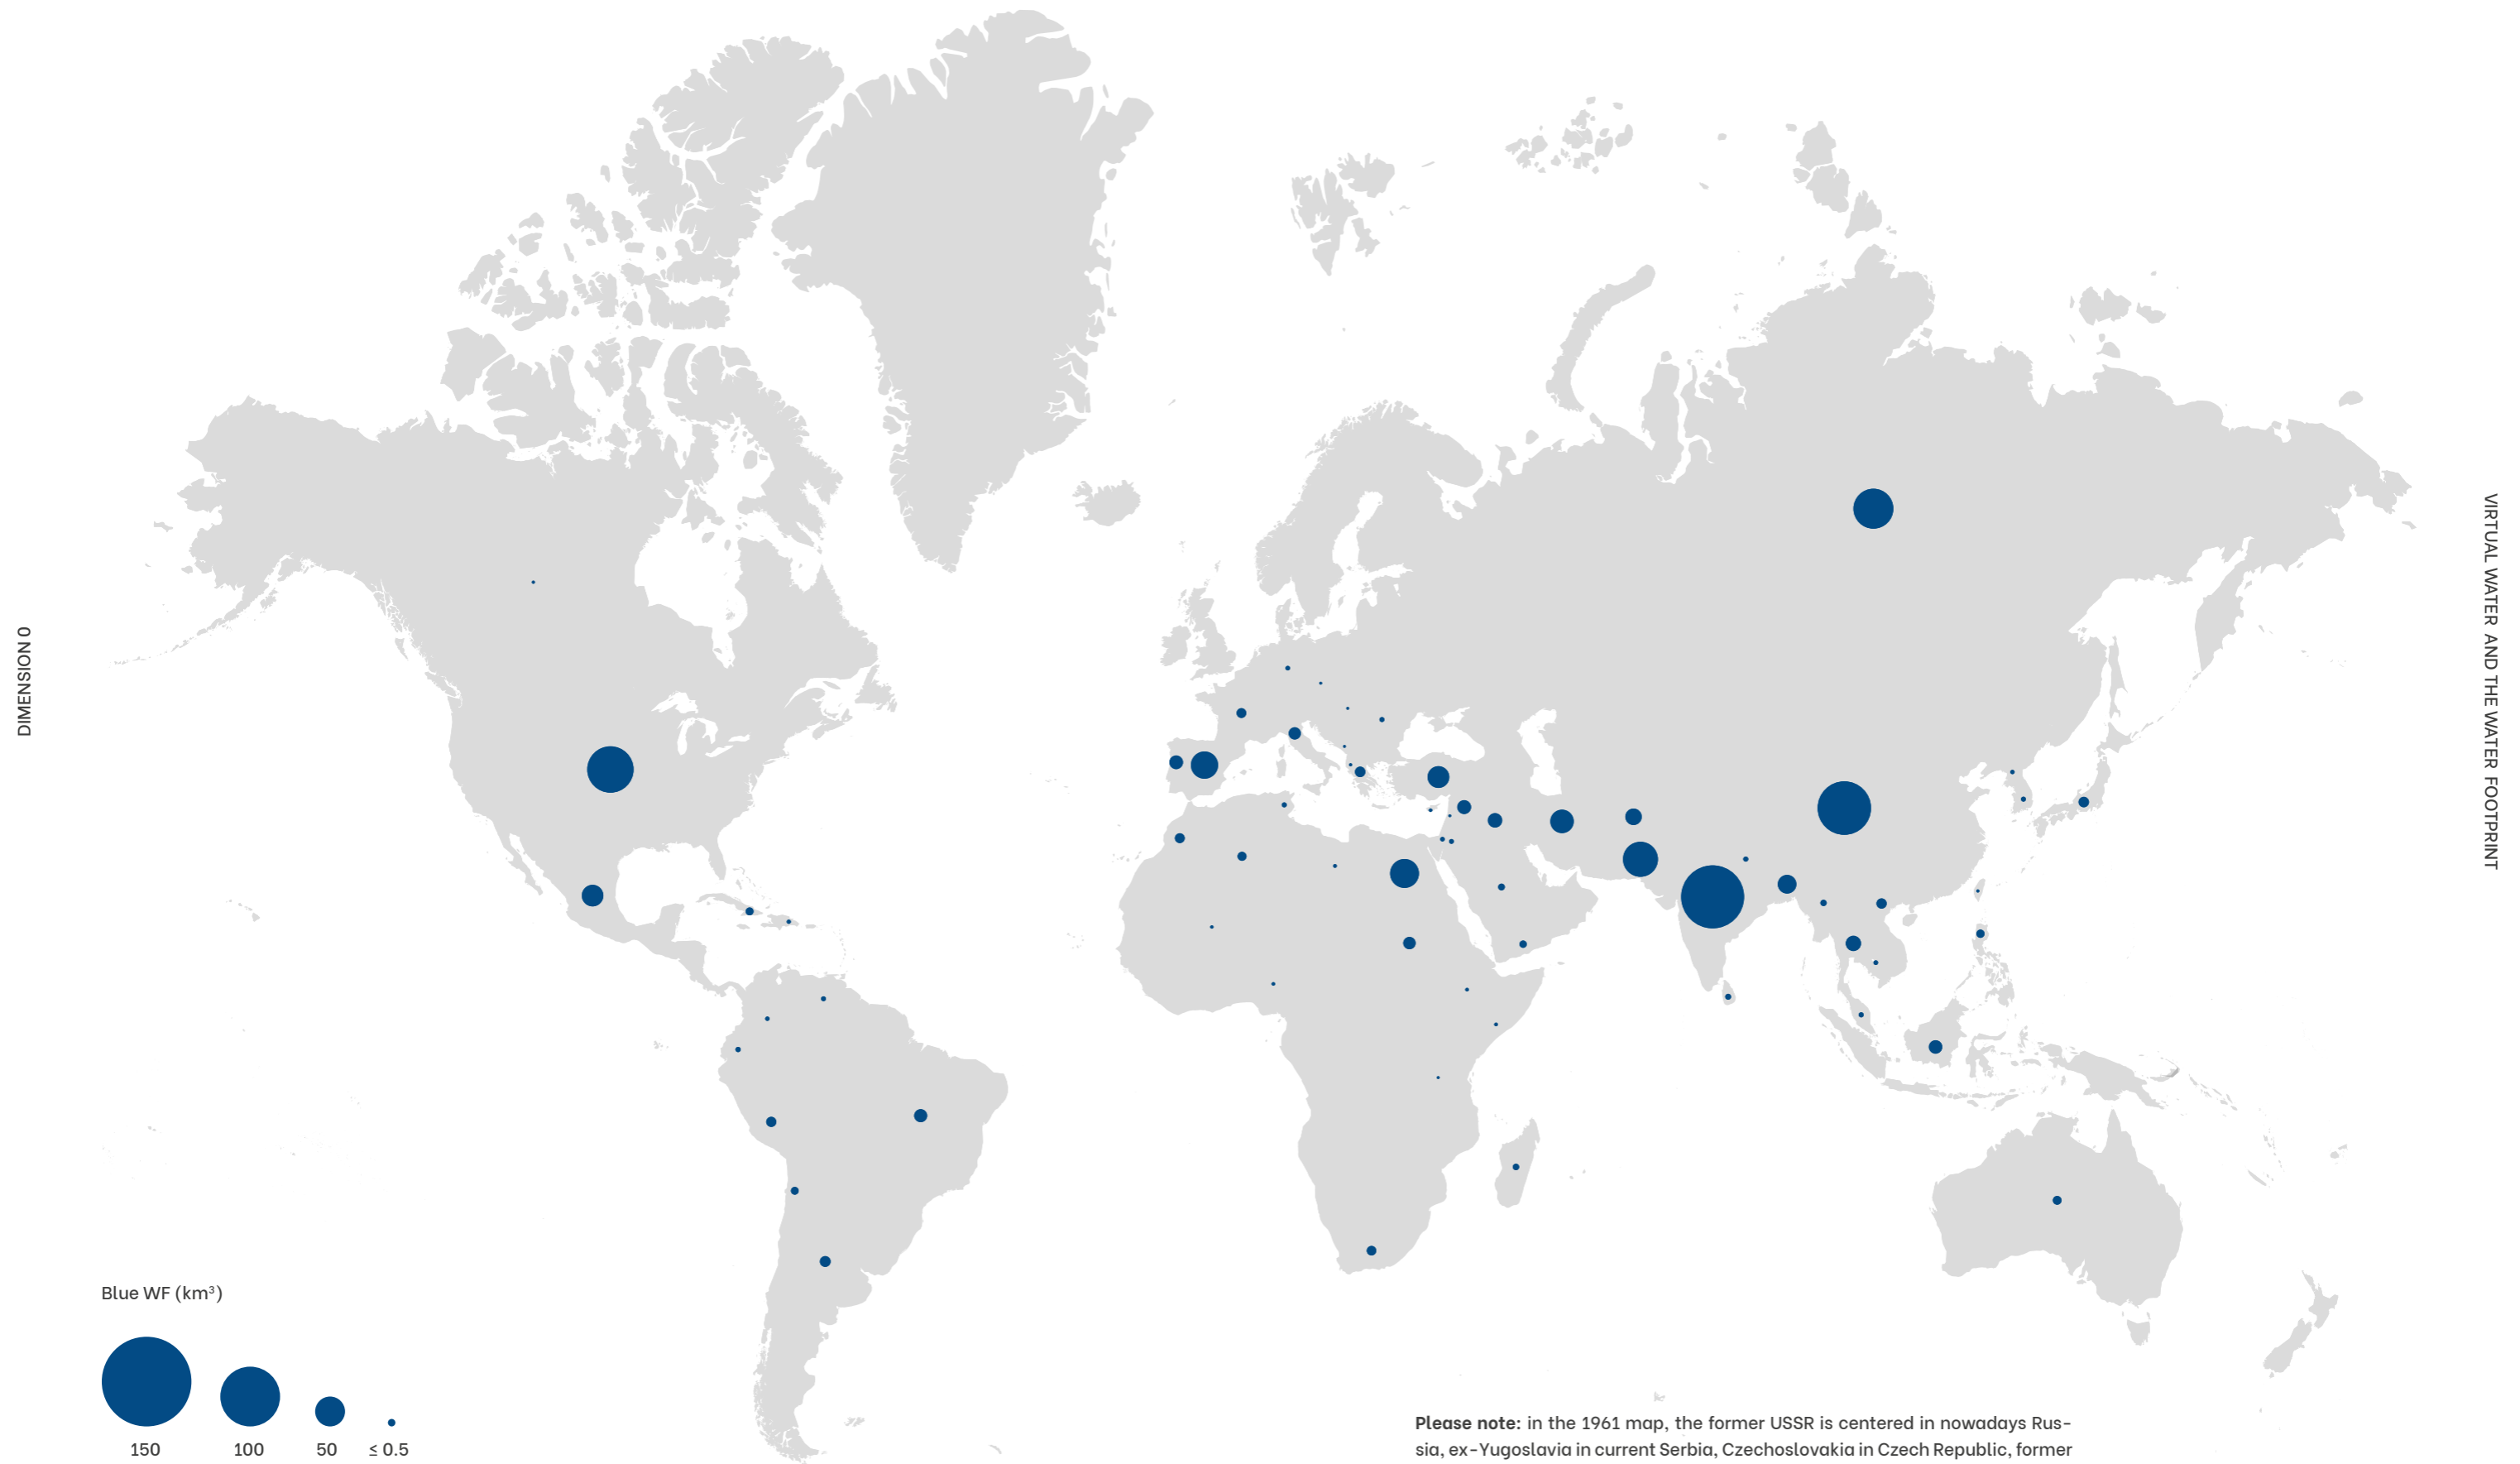 DIMENSION 0
VIRTUAL WATER AND THE WATER FOOTPRINT
Blue WF (km³)
150 100 50 ≤ 0.5
Please note: in the 1961 map, the former USSR is centered in nowadays Rus-
sia, ex-Yugoslavia in current Serbia, Czechoslovakia in Czech Republic, former